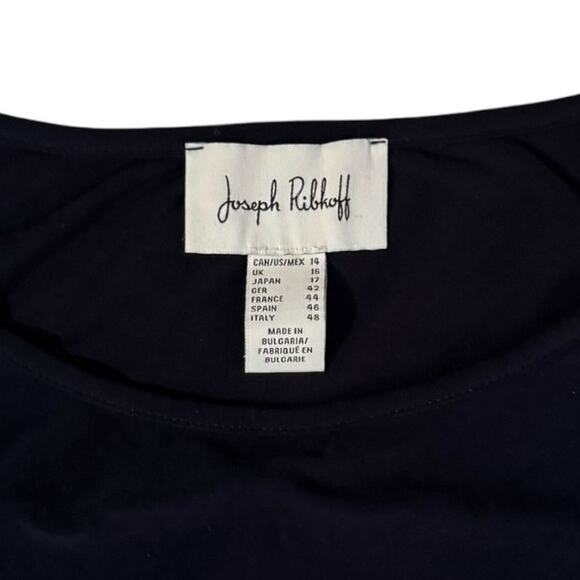 Joseph Ribkoff
CAN/US/MEX 14
UK 16
JAPAN 17
GER 42
FRANCE 44
SPAIN 46
ITALY 48
MADE IN
BULGARIA/
FABRIQUÉ EN
BULGARIE